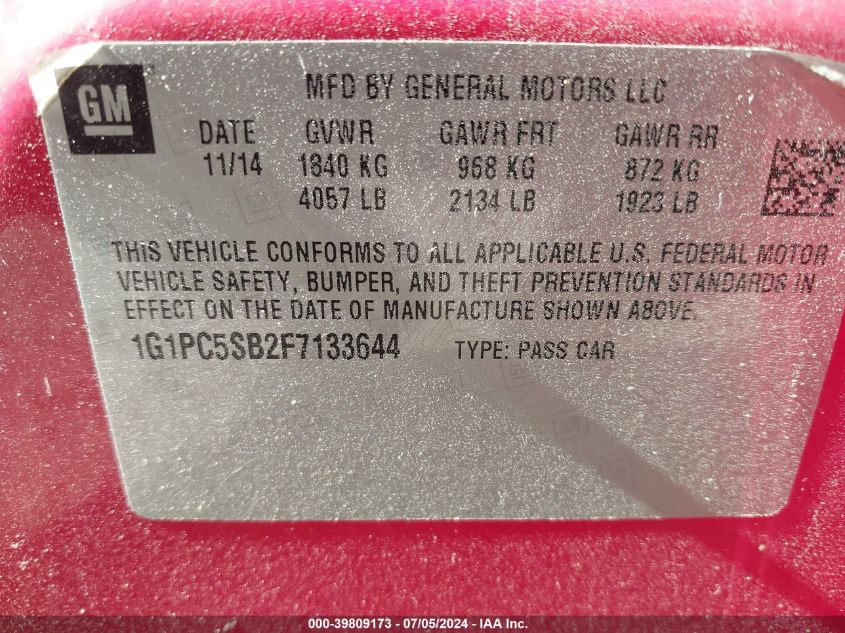 GM
MFD BY GENERAL MOTORS LLC
DATE GVWR GAWR FRT GAWR RR
11/14 1840 KG 968 KG 872 KG
4057 LB 2134 LB 1923 LB
THIS VEHICLE CONFORMS TO ALL APPLICABLE U.S. FEDERAL MOTOR
VEHICLE SAFETY, BUMPER, AND THEFT PREVENTION STANDARDS IN
EFFECT ON THE DATE OF MANUFACTURE SHOWN ABOVE.
1G1PC5SB2F7133644 TYPE: PASS CAR
000-39809173 - 07/05/2024 - IAA Inc.